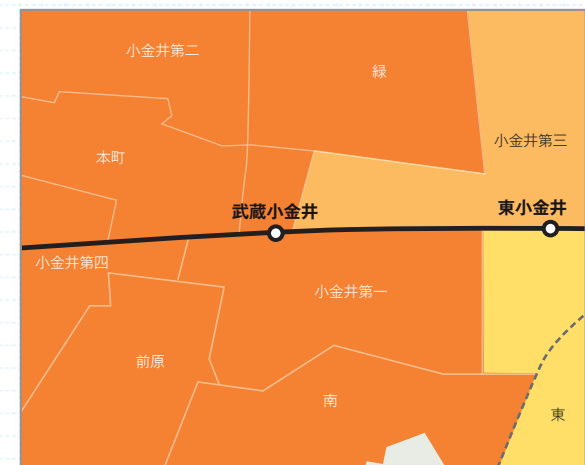 小金井第二
緑
小金井第三
本町
武蔵小金井
東小金井
小金井第四
小金井第一
前原
南
東